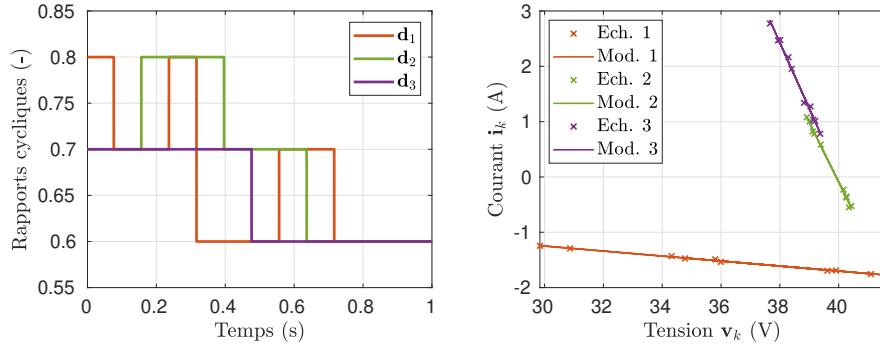 Rapports cycliques (-)
0.85
0.8
0.75
0.7
0.65
0.6
0.55
0
0.2
0.4
0.6
0.8
1
Temps (s)
d1
d2
d3
Courant ik (A)
3
2
1
0
-1
-2
30
32
34
36
38
40
Tension vk (V)
Ech. 1
Mod. 1
Ech. 2
Mod. 2
Ech. 3
Mod. 3